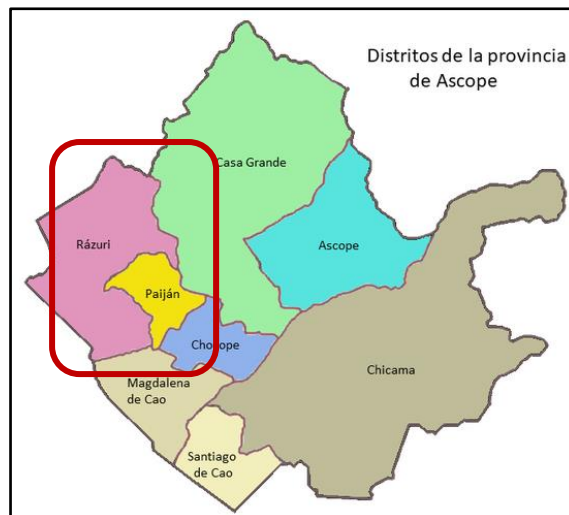 Distritos de la provincia
de Ascope
Casa Grande
Rázuri
Ascope
Paiján
Chocope
Chicama
Magdalena
de Cao
Santiago
de Cao